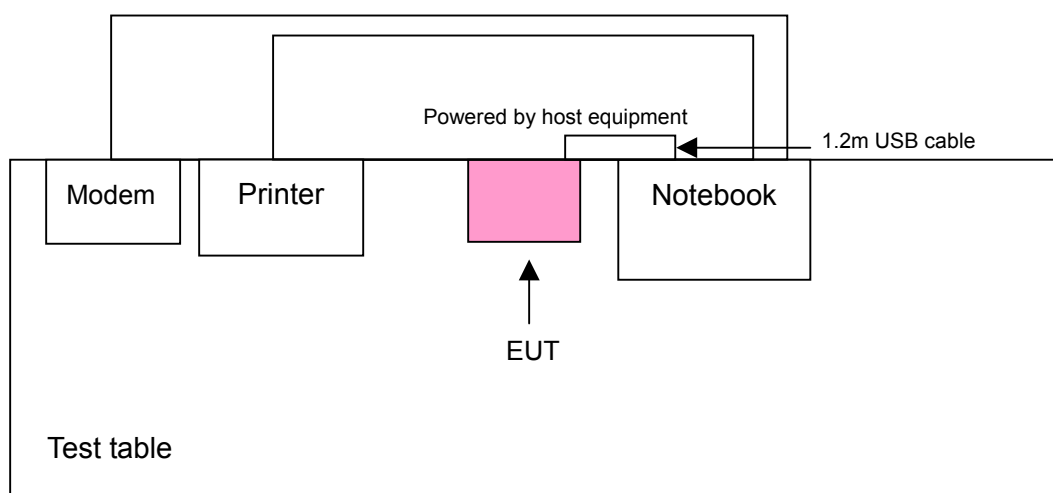 Powered by host equipment
1.2m USB cable
Modem
Printer
Notebook
EUT
Test table